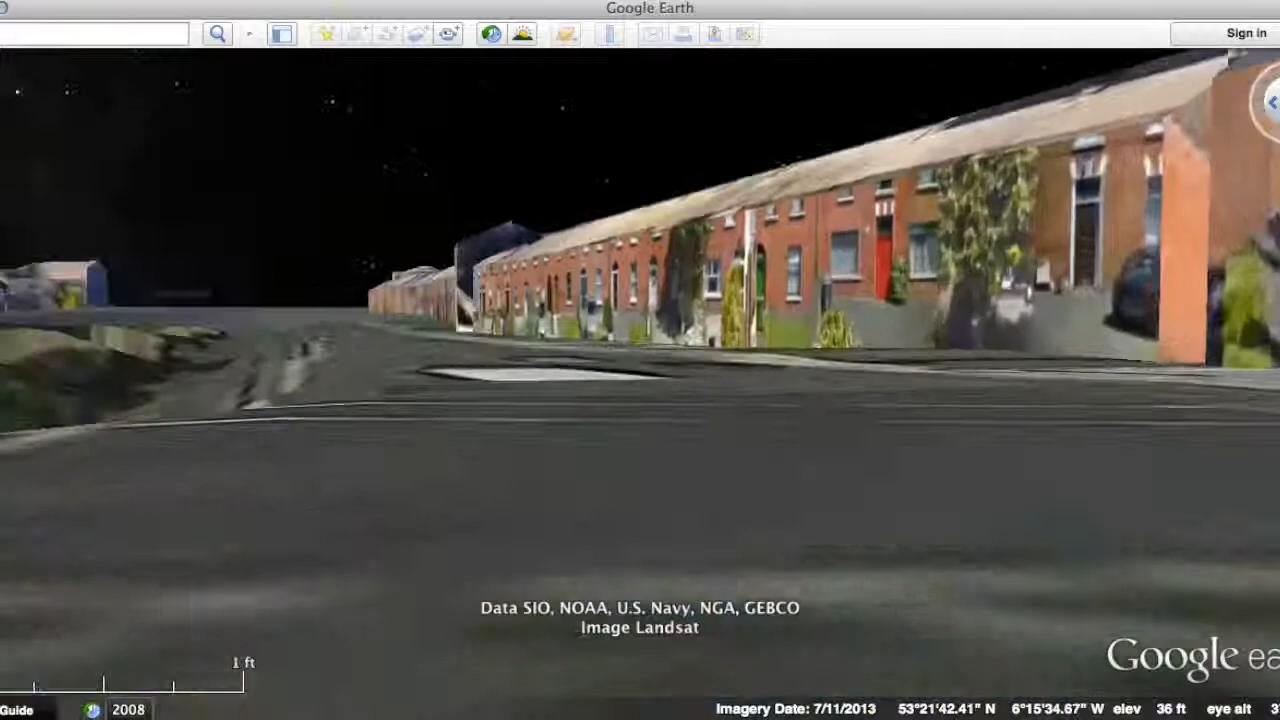 Google Earth
Sign in
Data SIO, NOAA, U.S. Navy, NGA, GEBCO
Image Landsat
Google ea
1 ft
Guide
2008
Imagery Date: 7/11/2013 53°21'42.41" N 6°15'34.67" W elev 36 ft eye alt